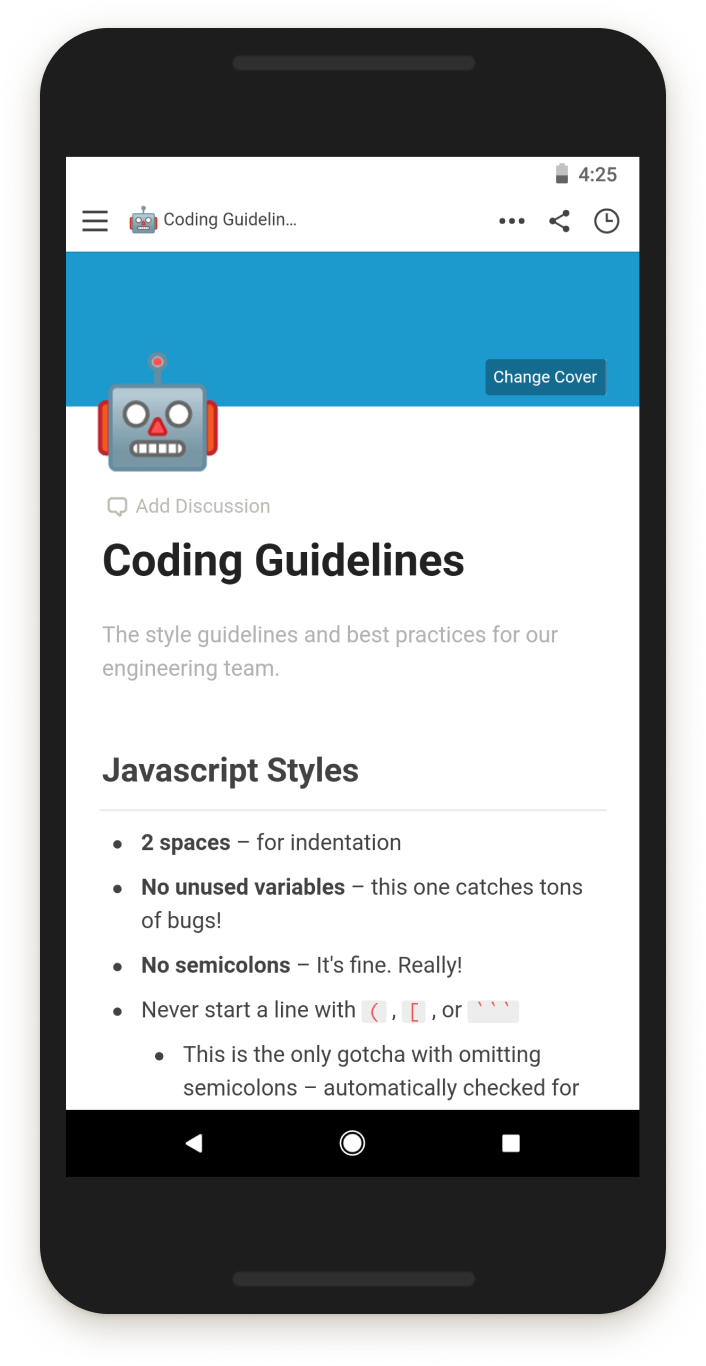 4:25
Coding Guidelin...
Change Cover
Add Discussion
Coding Guidelines
The style guidelines and best practices for our
engineering team.
Javascript Styles
• 2 spaces – for indentation
• No unused variables – this one catches tons
of bugs!
• No semicolons – It's fine. Really!
• Never start a line with ( , [ , or ```
• This is the only gotcha with omitting
semicolons – automatically checked for